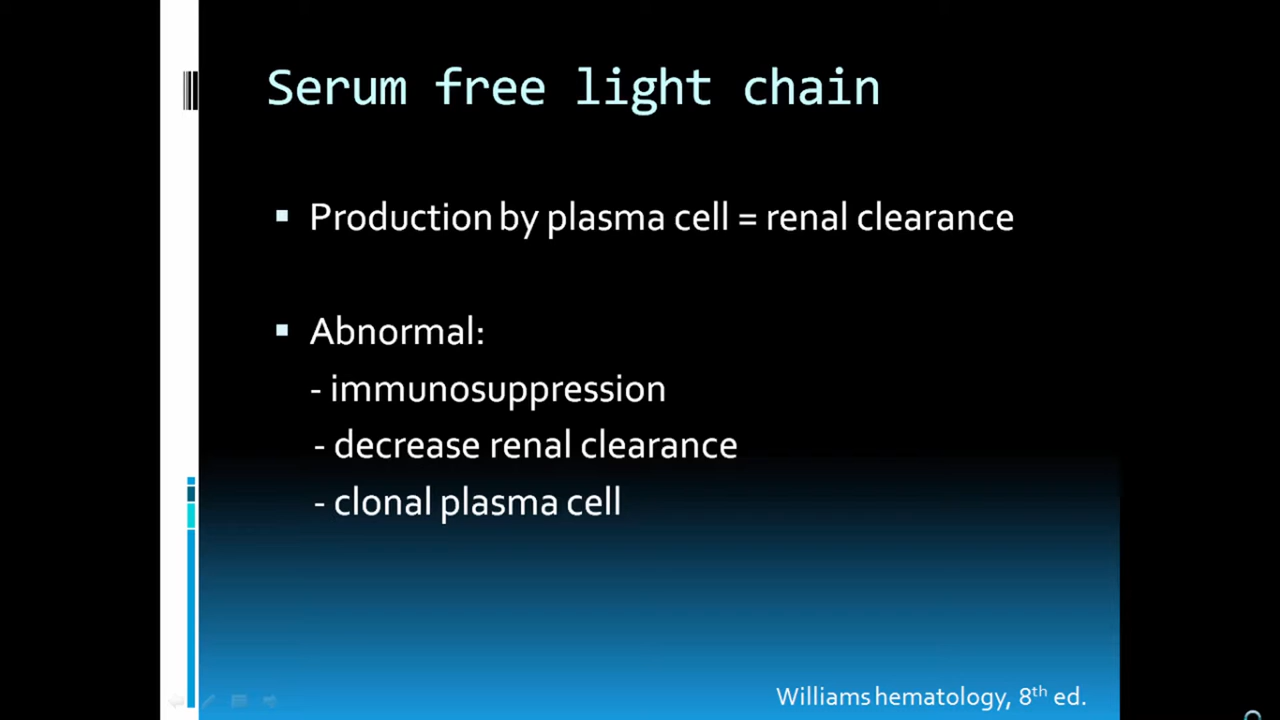 Serum free light chain
▪ Production by plasma cell = renal clearance
▪ Abnormal:
- immunosuppression
- decrease renal clearance
- clonal plasma cell
Williams hematology, 8th ed.